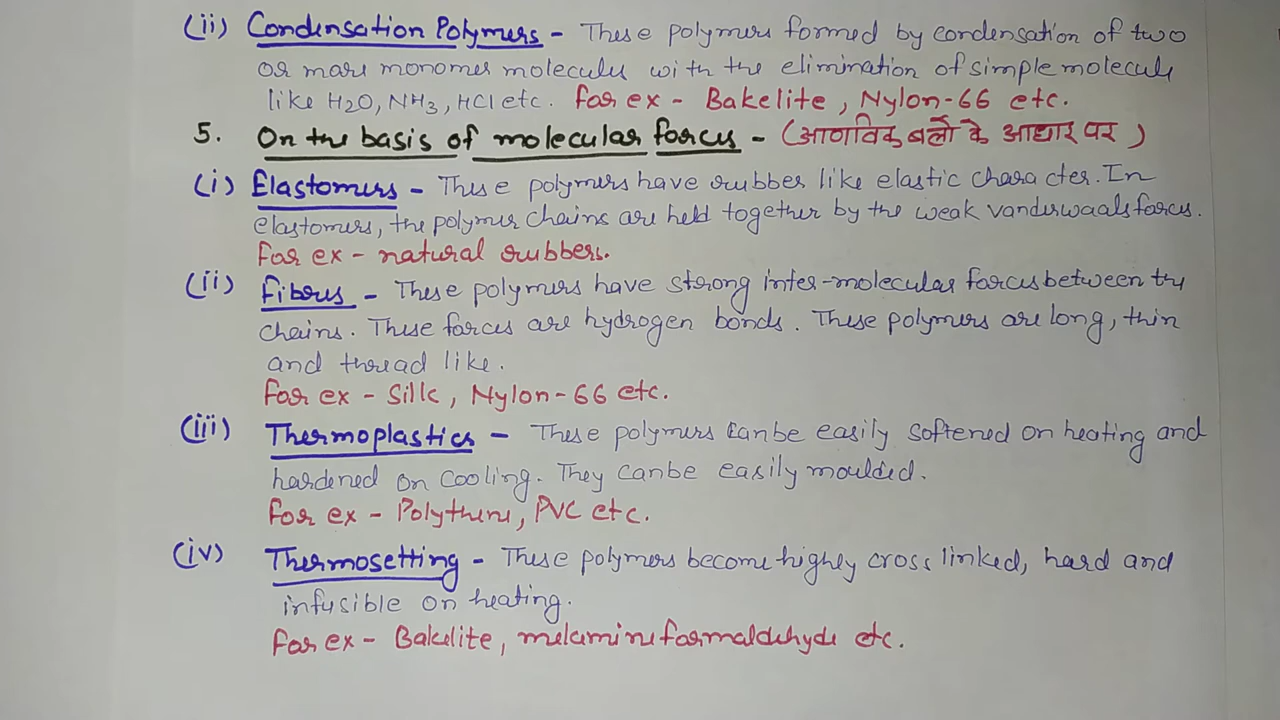 (ii) Condensation Polymers - These polymers formed by condensation of two
or more monomer molecules with the elimination of simple molecule
like H2O, NH3, HCl etc. for ex - Bakelite, Nylon-66 etc.
5. On the basis of molecular forces - (आणविक बलों के आधार पर)
(i) Elastomers - These polymers have rubber like elastic character. In
elastomers, the polymer chains are held together by the weak vanderwaals forces.
for ex - natural rubbers.
(ii) fibres - These polymers have strong inter-molecular forces between the
chains. These forces are hydrogen bonds. These polymers are long, thin
and thread like.
for ex - Silk, Nylon-66 etc.
(iii) Thermoplastics - These polymers canbe easily softened on heating and
hardened on cooling. They canbe easily moulded.
for ex - Polythene, PVC etc.
(iv) Thermosetting - These polymers become highly cross linked, hard and
infusible on heating.
for ex - Bakelite, melamine formaldehyde etc.